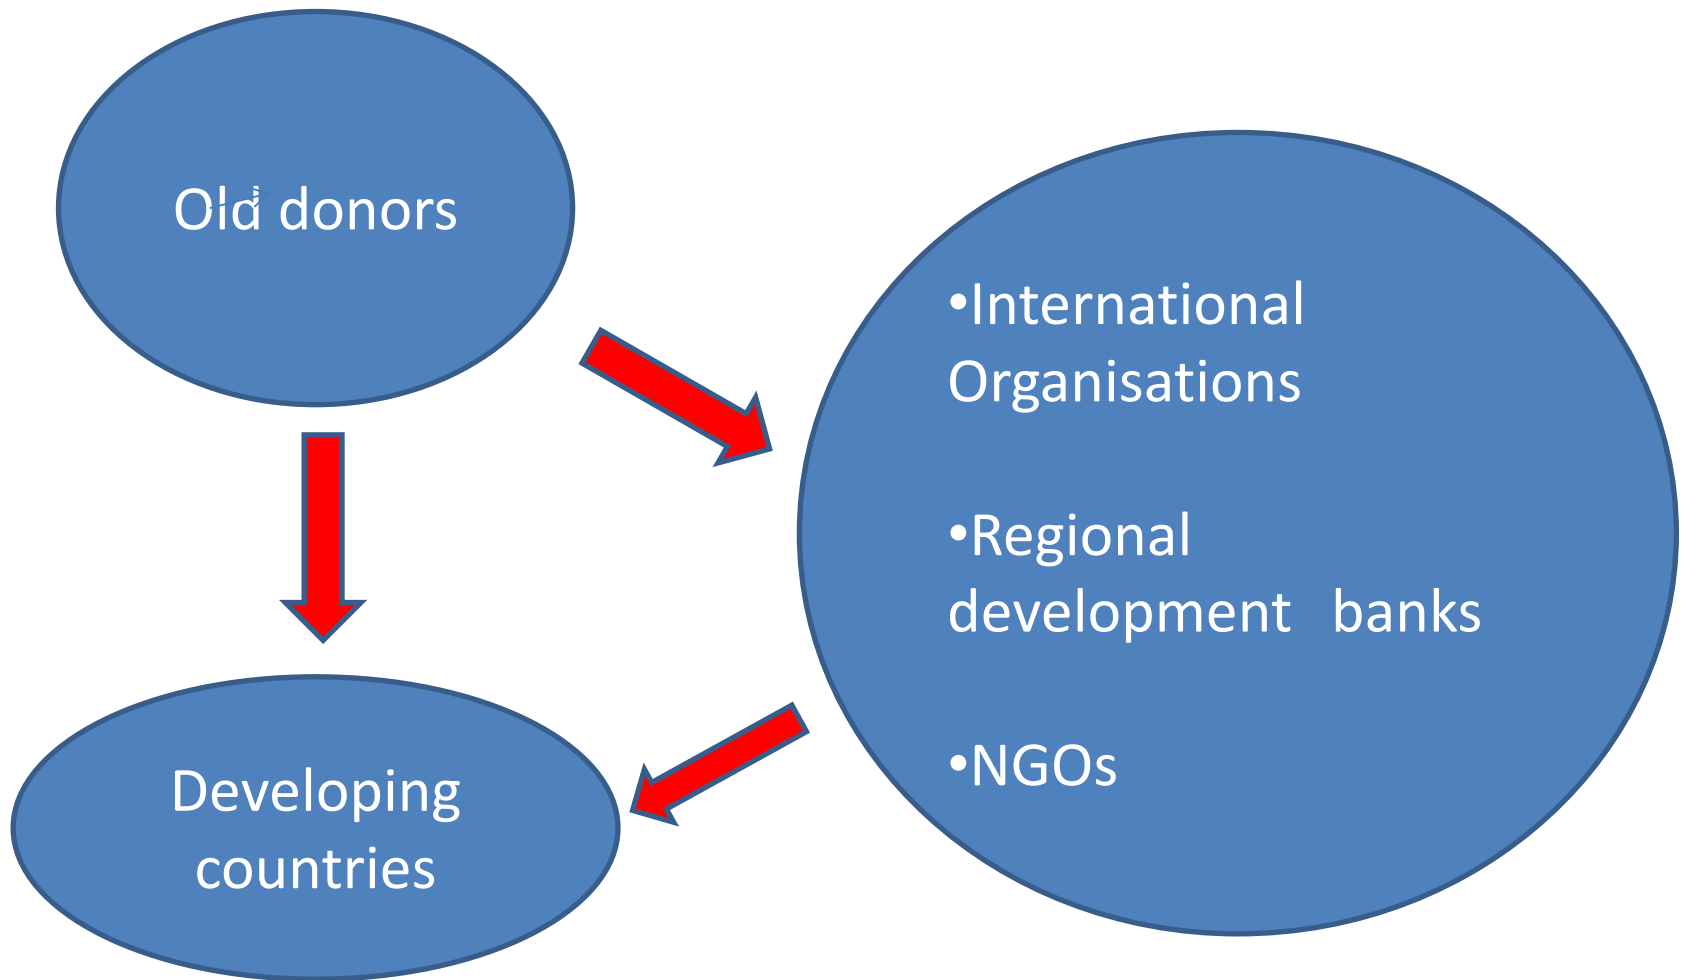 Old donors
•International
Organisations
•Regional
development banks
•NGOs
Developing
countries